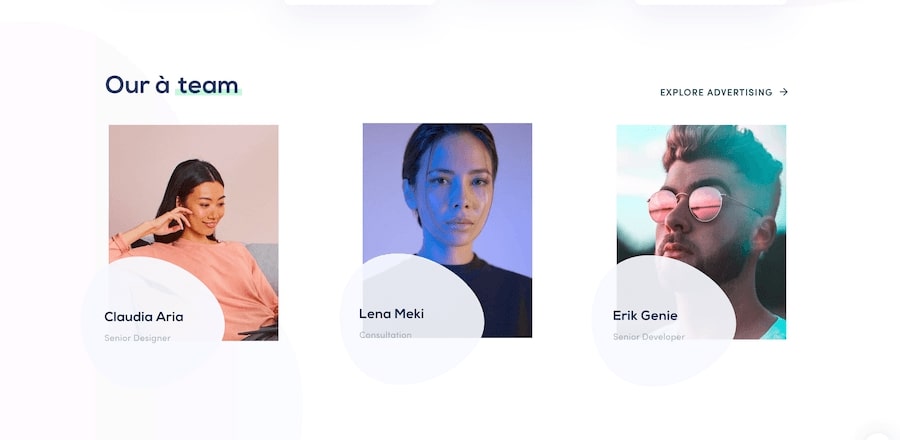 Our à team
EXPLORE ADVERTISING →
Claudia Aria
Senior Designer
Lena Meki
Consultation
Erik Genie
Senior Developer